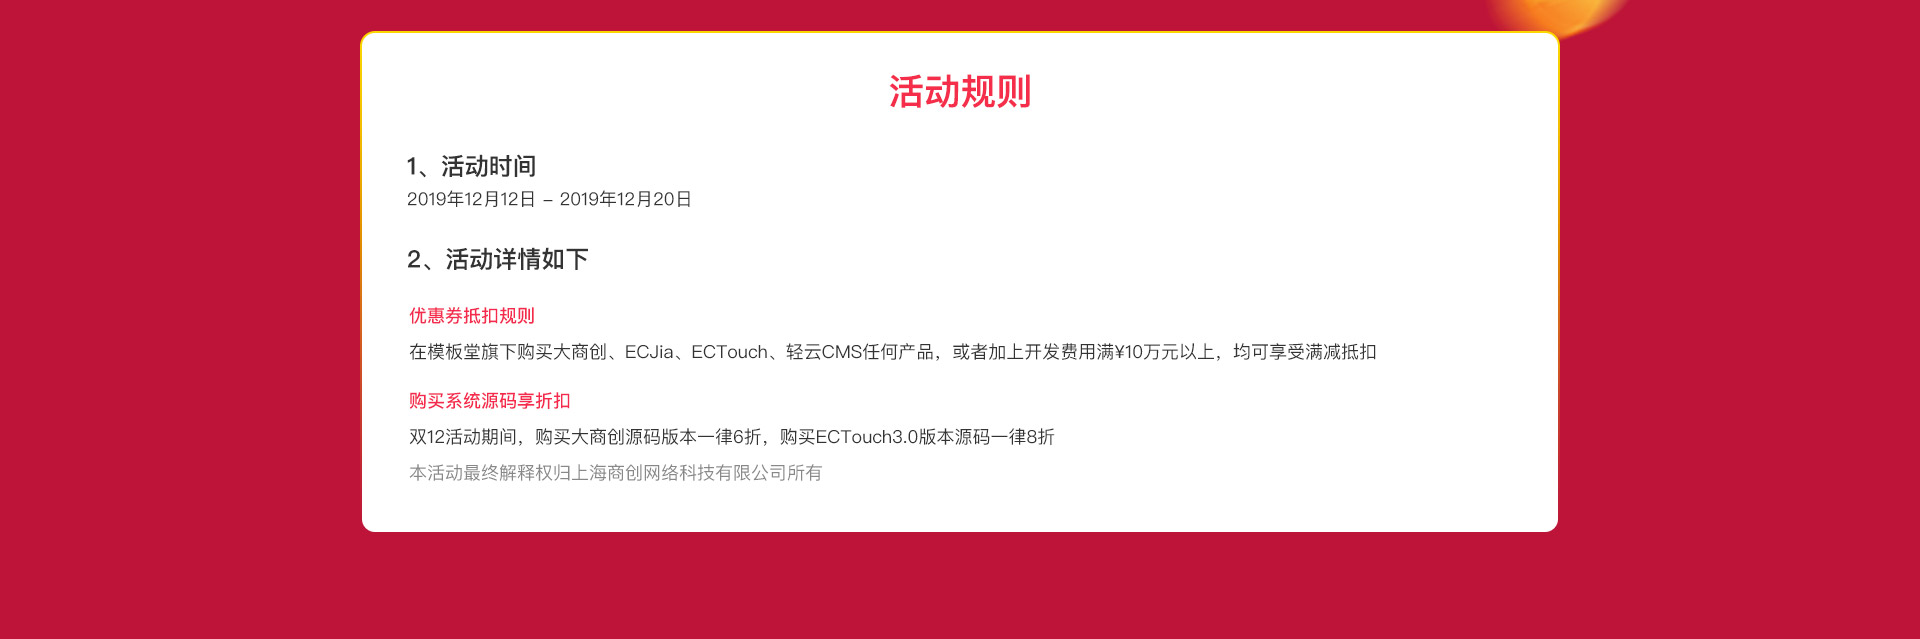 活动规则
1、活动时间
2019年12月12日 – 2019年12月20日
2、活动详情如下
优惠券抵扣规则
在模板堂旗下购买大商创、ECJia、ECTouch、轻云CMS任何产品，或者加上开发费用满¥10万元以上，均可享受满减抵扣
购买系统源码享折扣
双12活动期间，购买大商创源码版本一律6折，购买ECTouch3.0版本源码一律8折
本活动最终解释权归上海商创网络科技有限公司所有